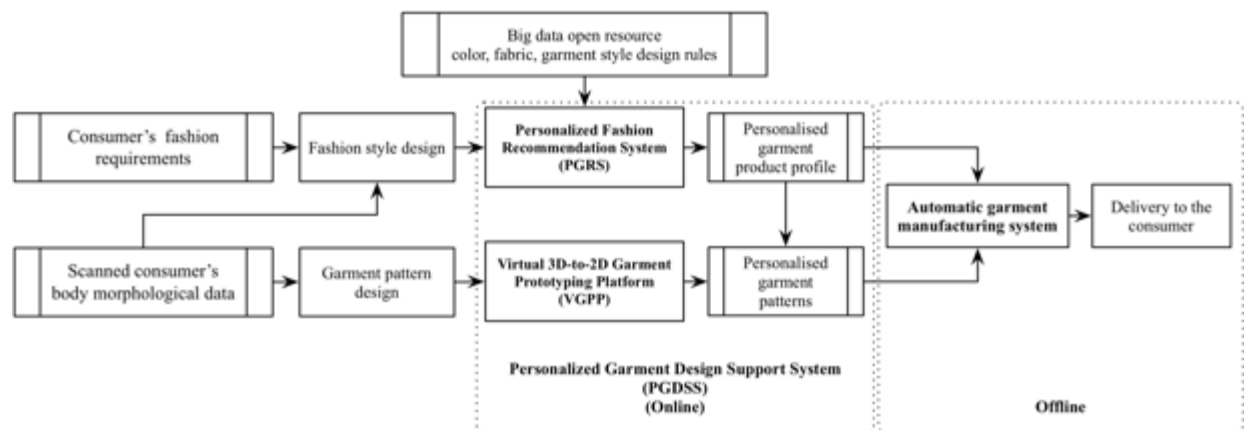 Big data open resource
color, fabric, garment style design rules
Consumer's fashion
requirements
Fashion style design
Personalized Fashion
Recommendation System
(PGRS)
Personalised
garment
product profile
Automatic garment
manufacturing system
Delivery to the
consumer
Scanned consumer's
body morphological data
Garment pattern
design
Virtual 3D-to-2D Garment
Prototyping Platform
(VGPP)
Personalised
garment
patterns
Personalized Garment Design Support System
(PGDSS)
(Online)
Offline